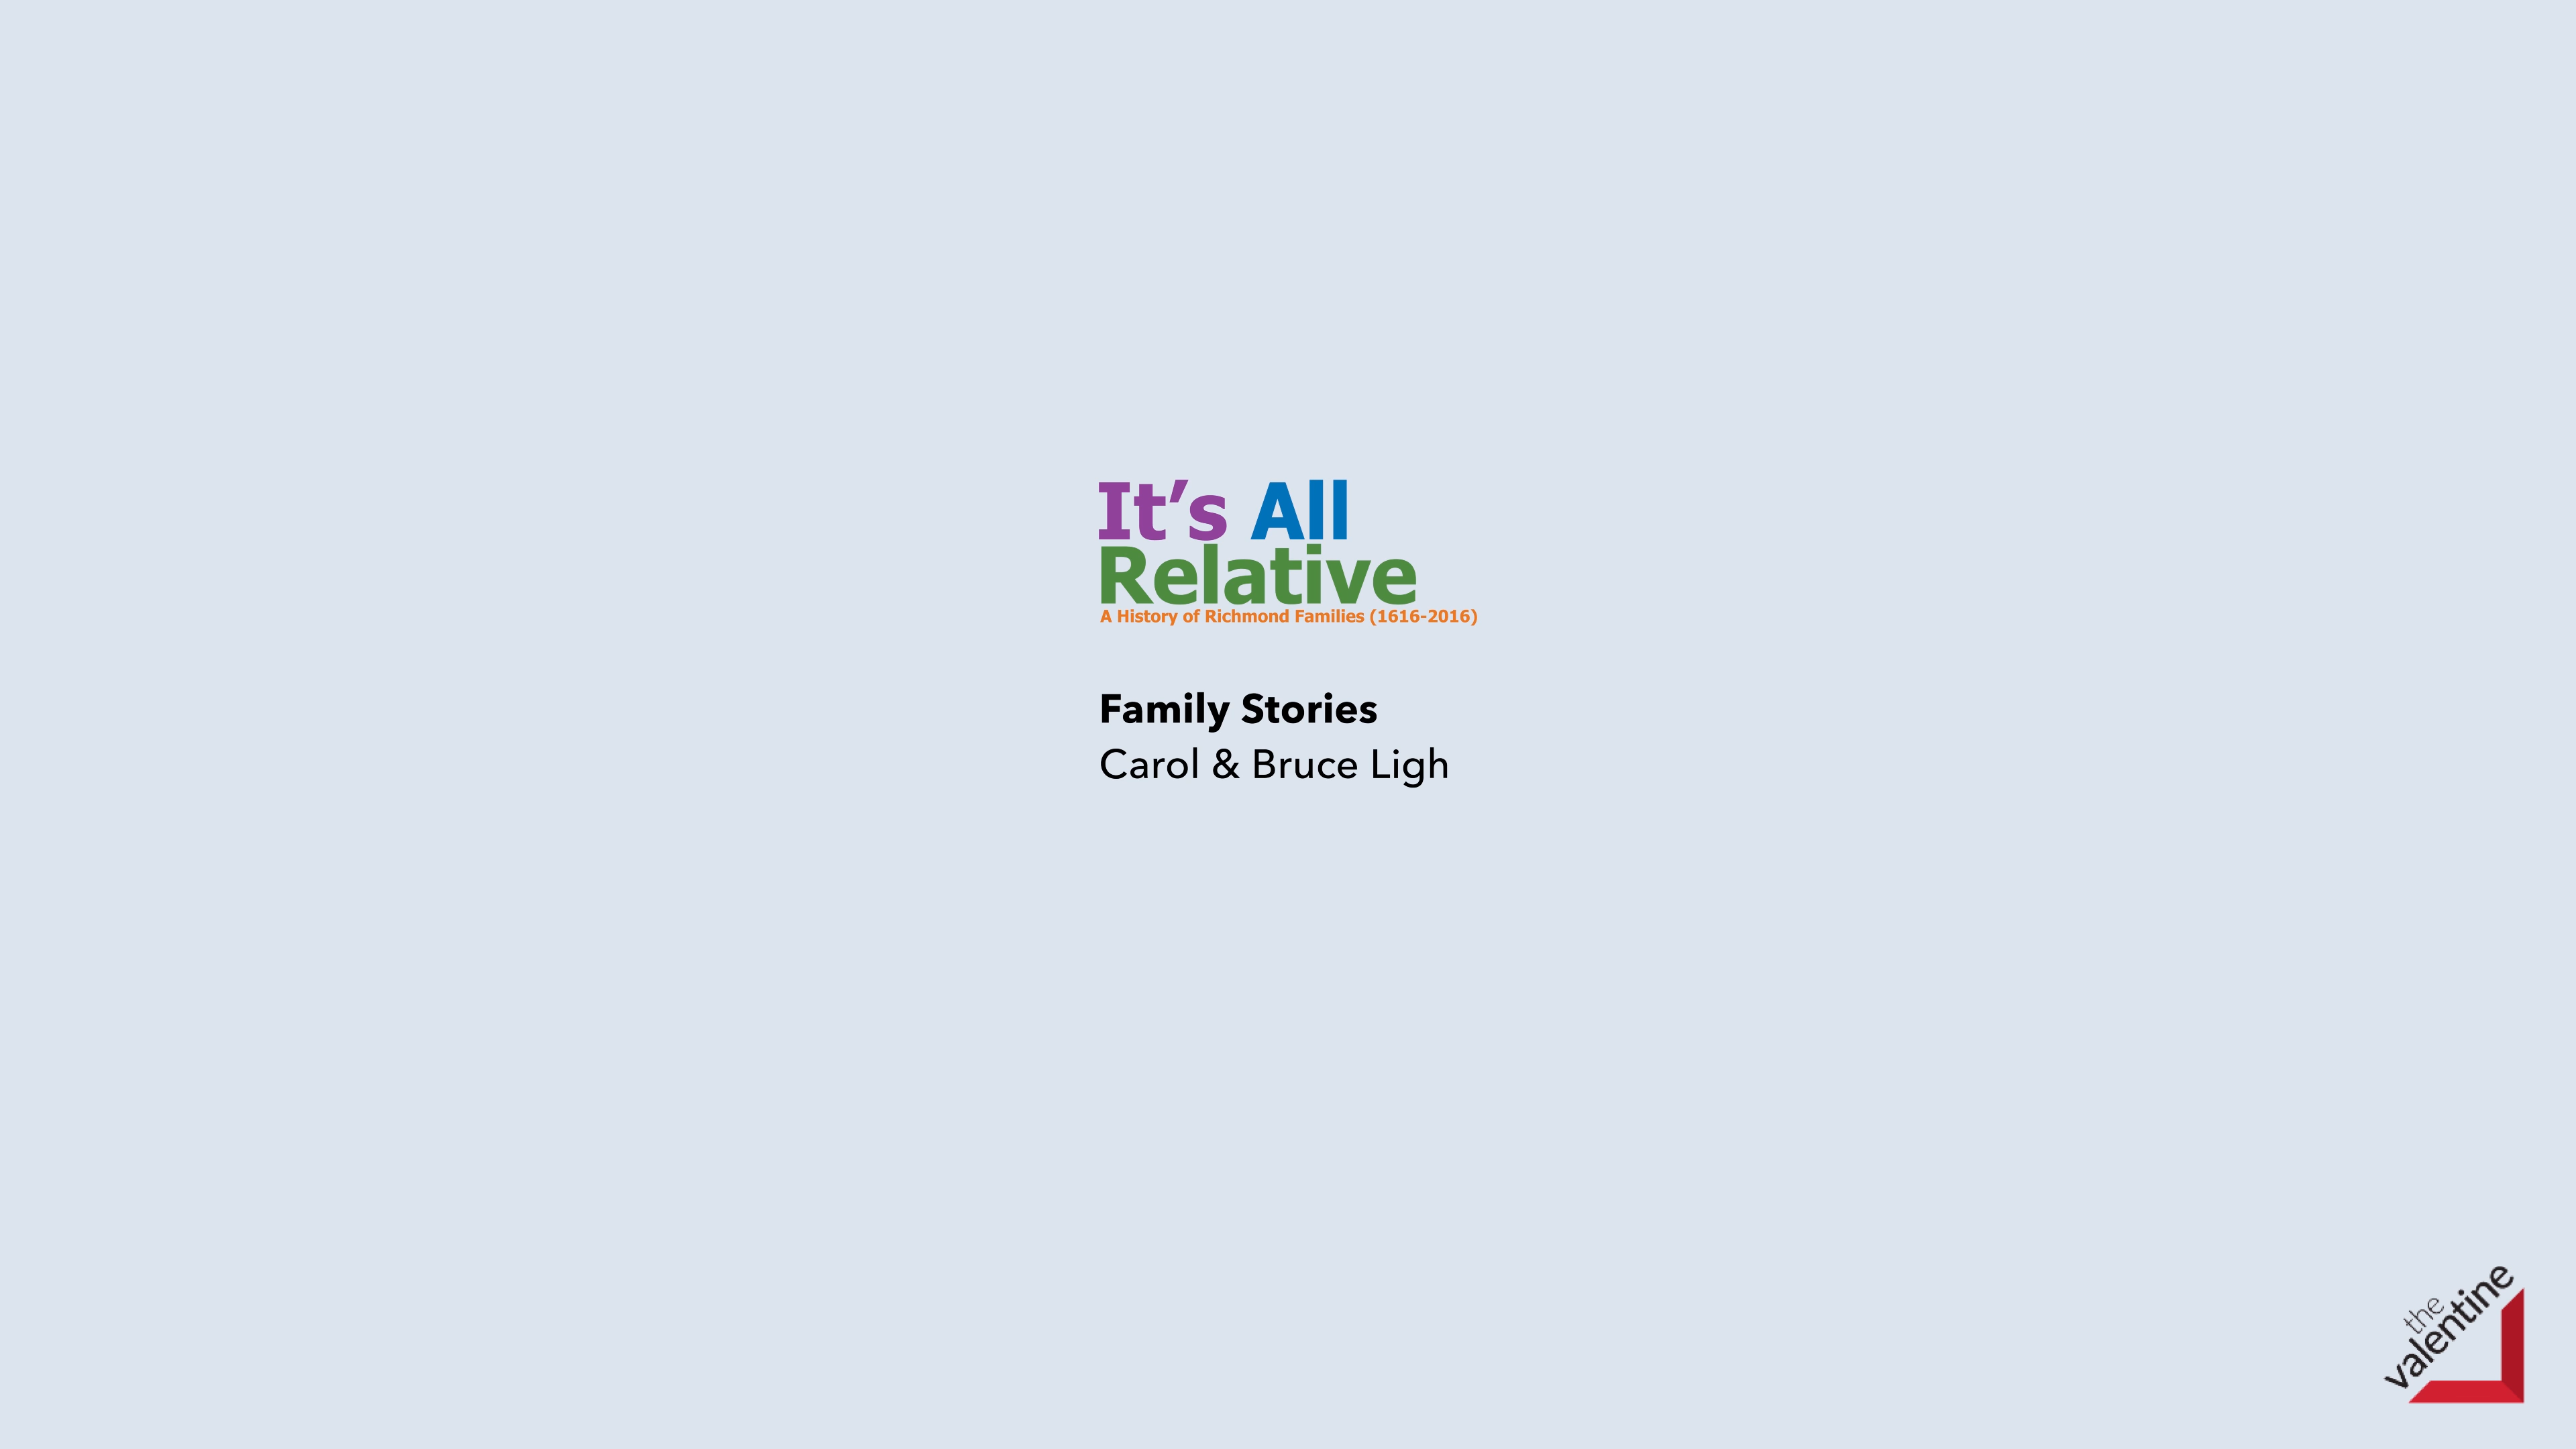 It’s All
Relative
A History of Richmond Families (1616-2016)
Family Stories
Carol & Bruce Ligh
the
valentine